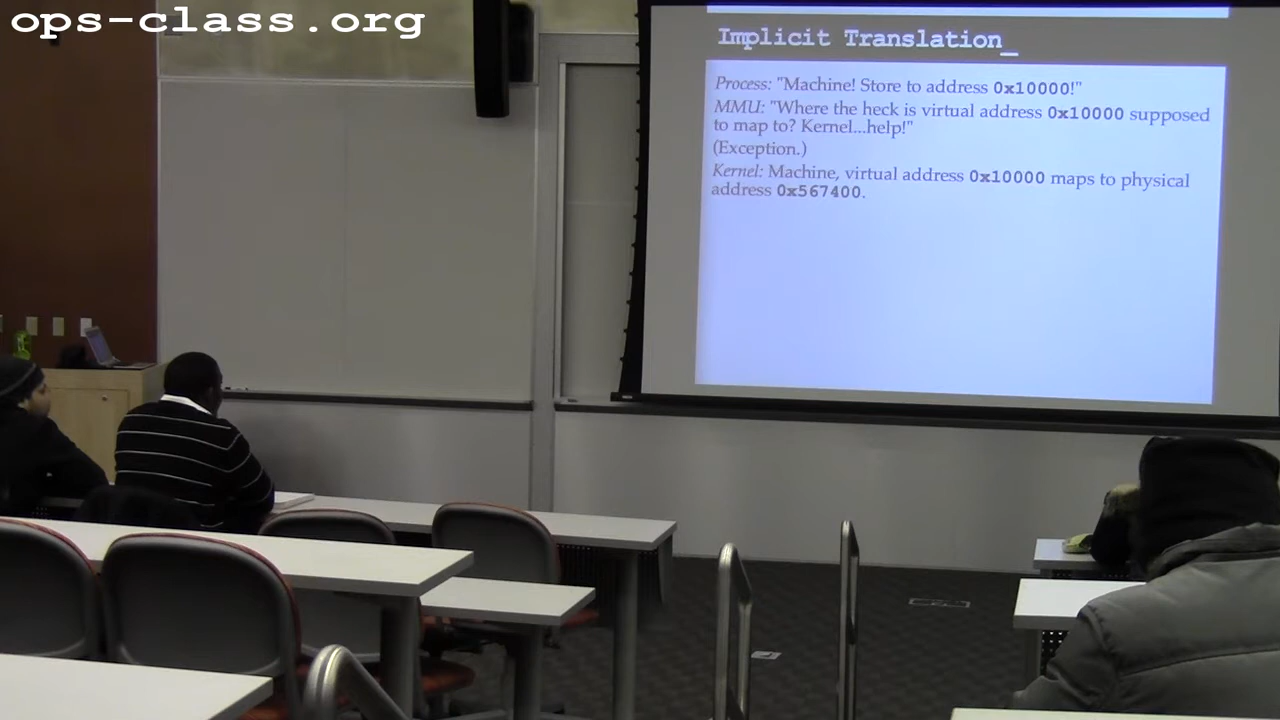 ops-class.org
Implicit Translation_
Process: "Machine! Store to address 0x10000!"
MMU: "Where the heck is virtual address 0x10000 supposed
to map to? Kernel...help!"
(Exception.)
Kernel: Machine, virtual address 0x10000 maps to physical
address 0x567400.